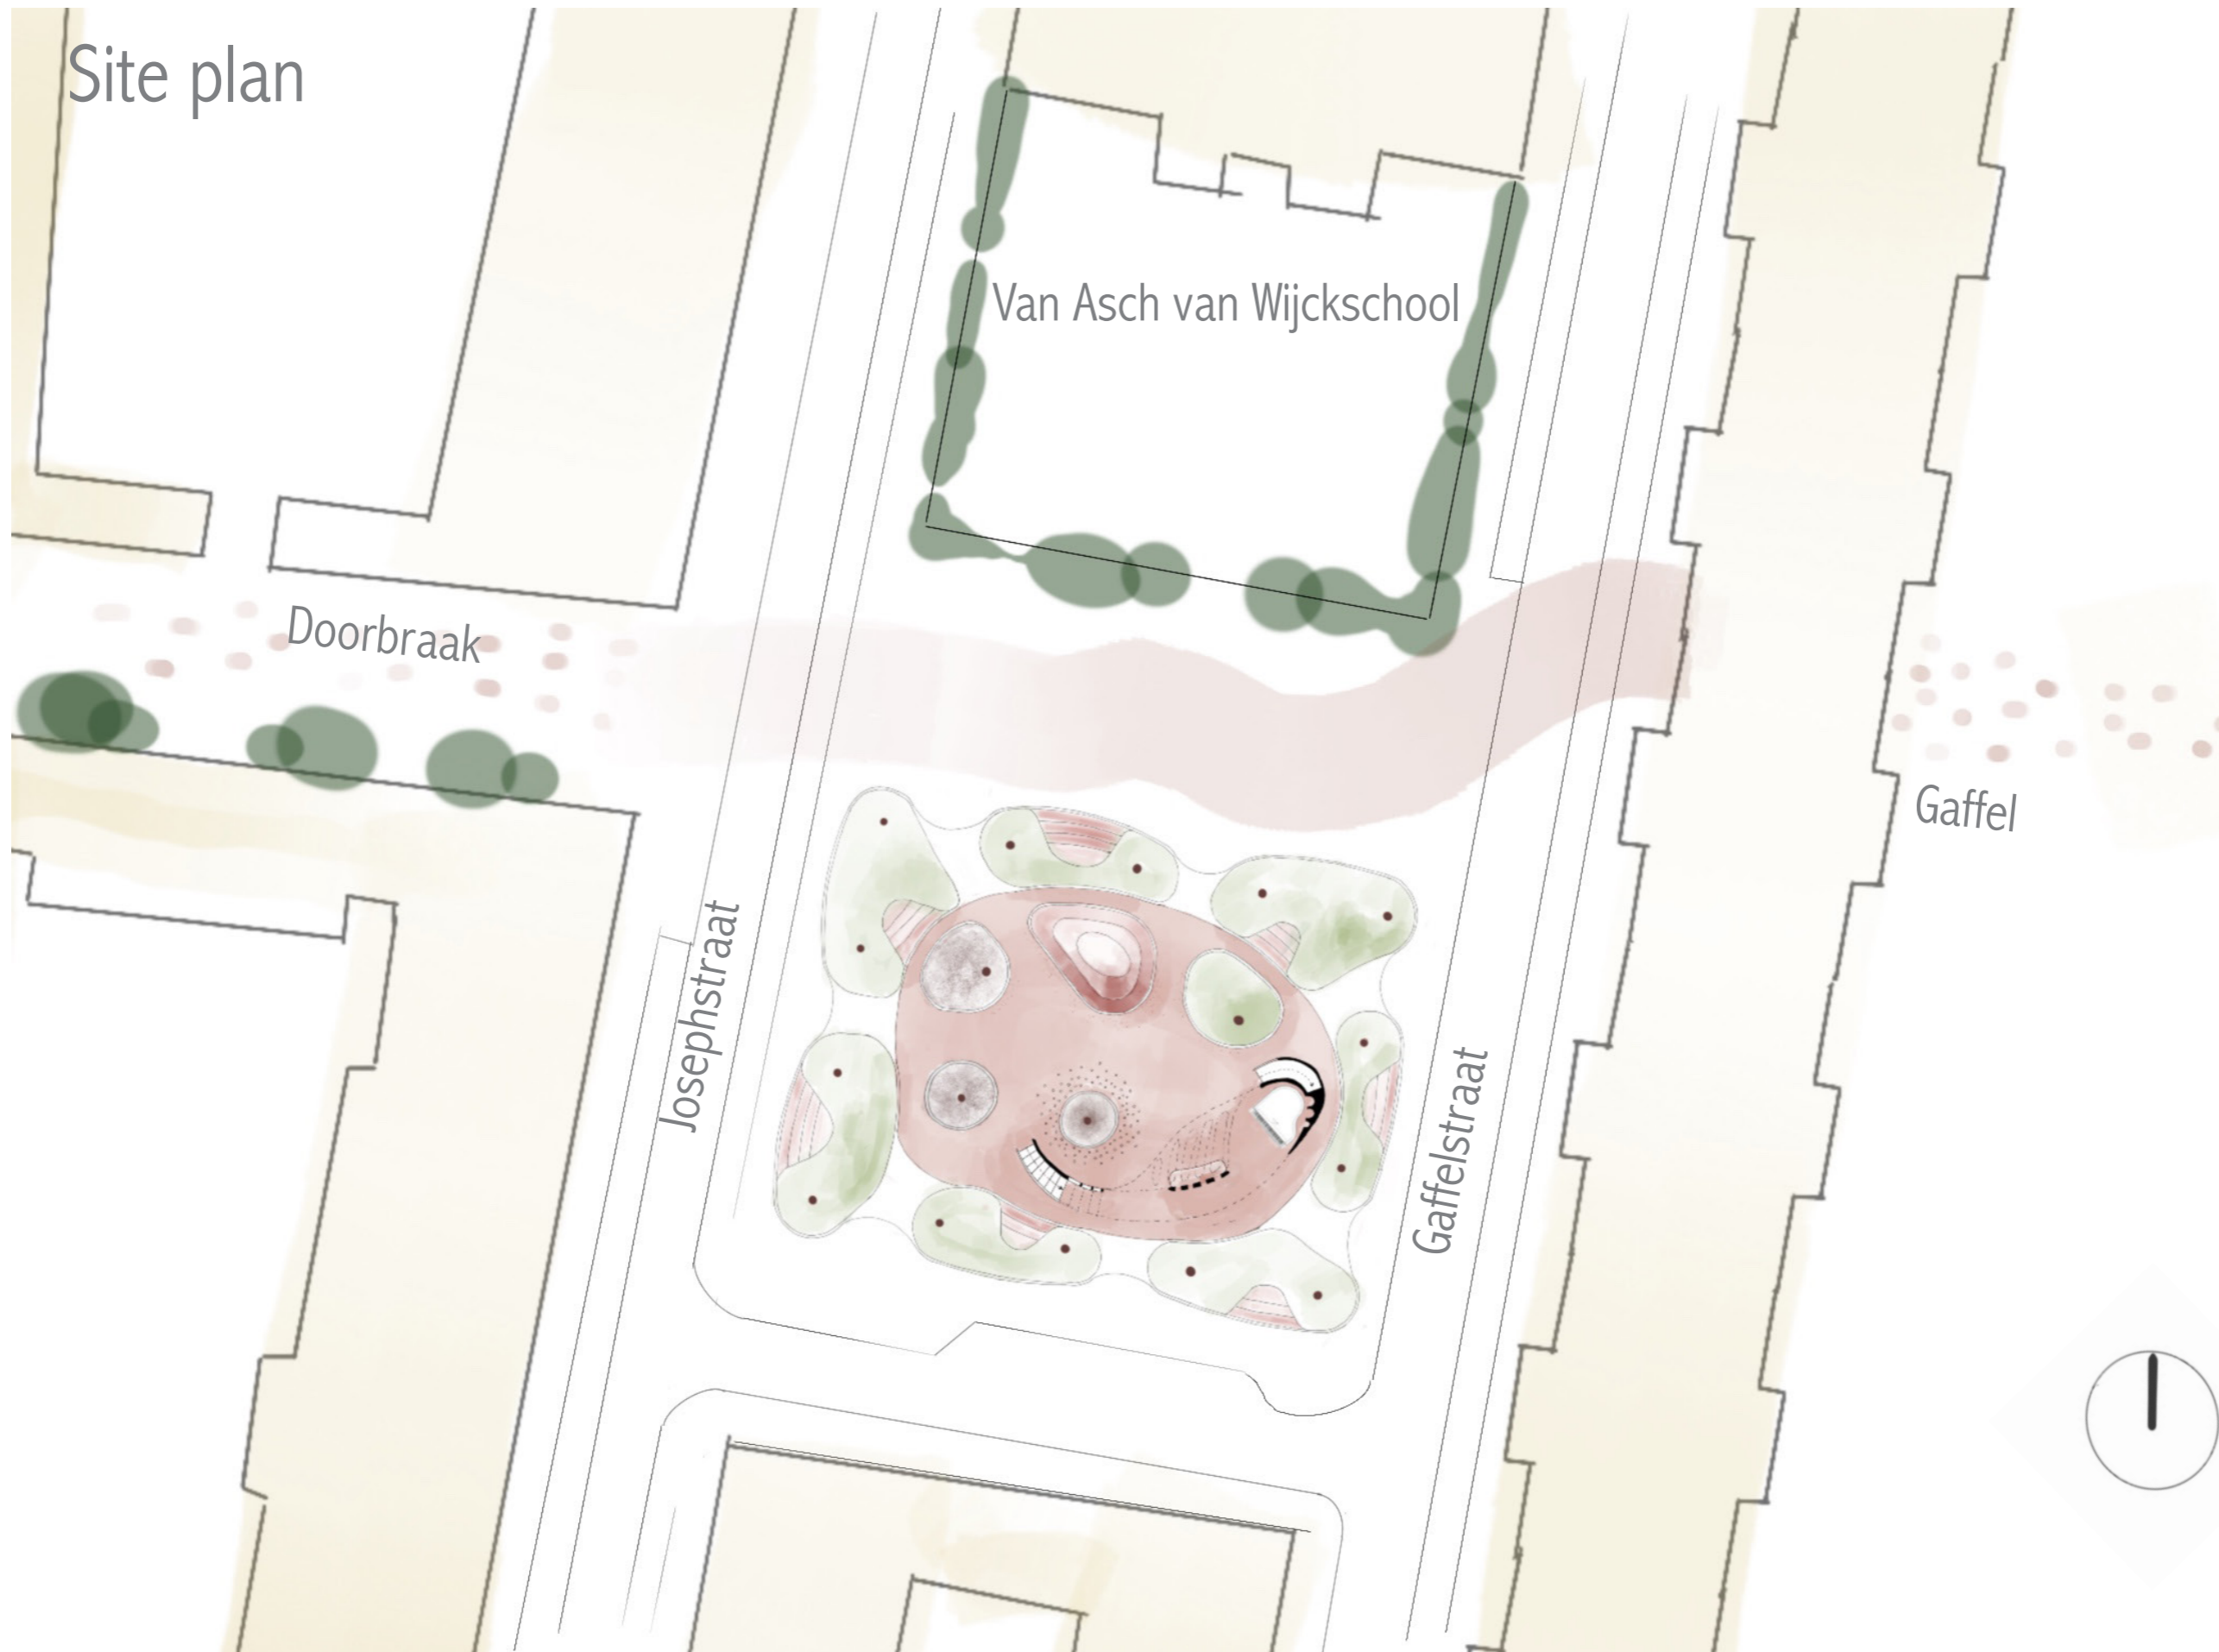 Site plan
Van Asch van Wijckschool
Doorbraak
Gaffel
Josephstraat
Gaffelstraat